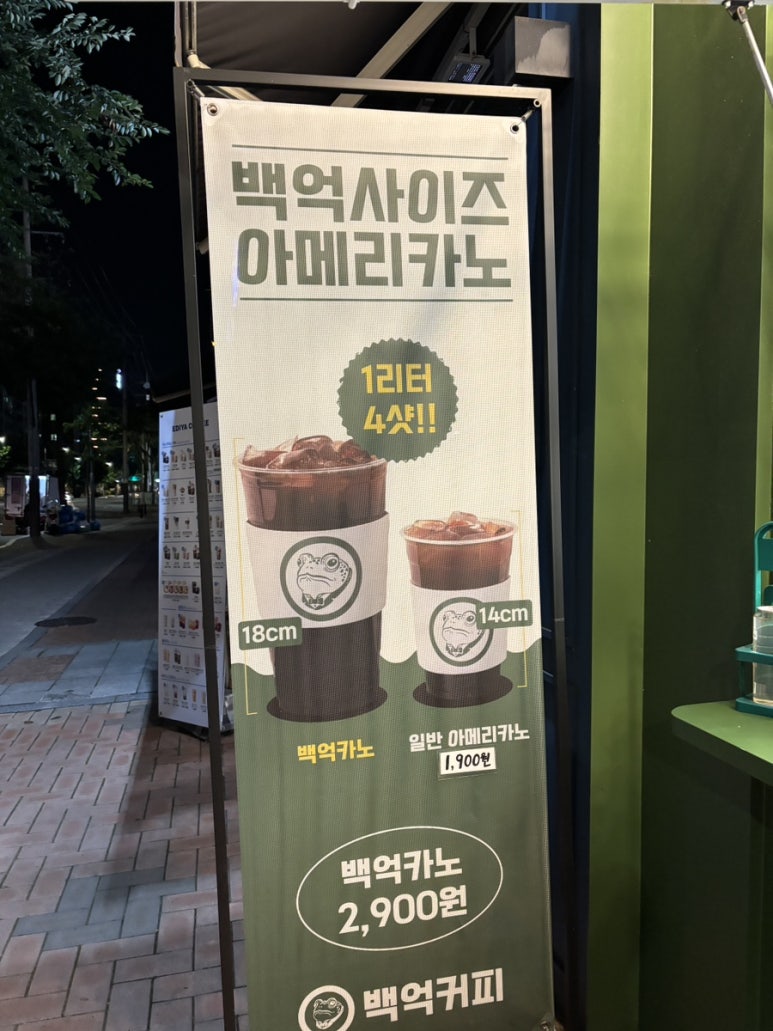 백억사이즈
아메리카노
1리터
4샷!!
18cm
14cm
백억카노
일반 아메리카노
1,900원
백억카노
2,900원
백억커피
EDIYA COFFEE